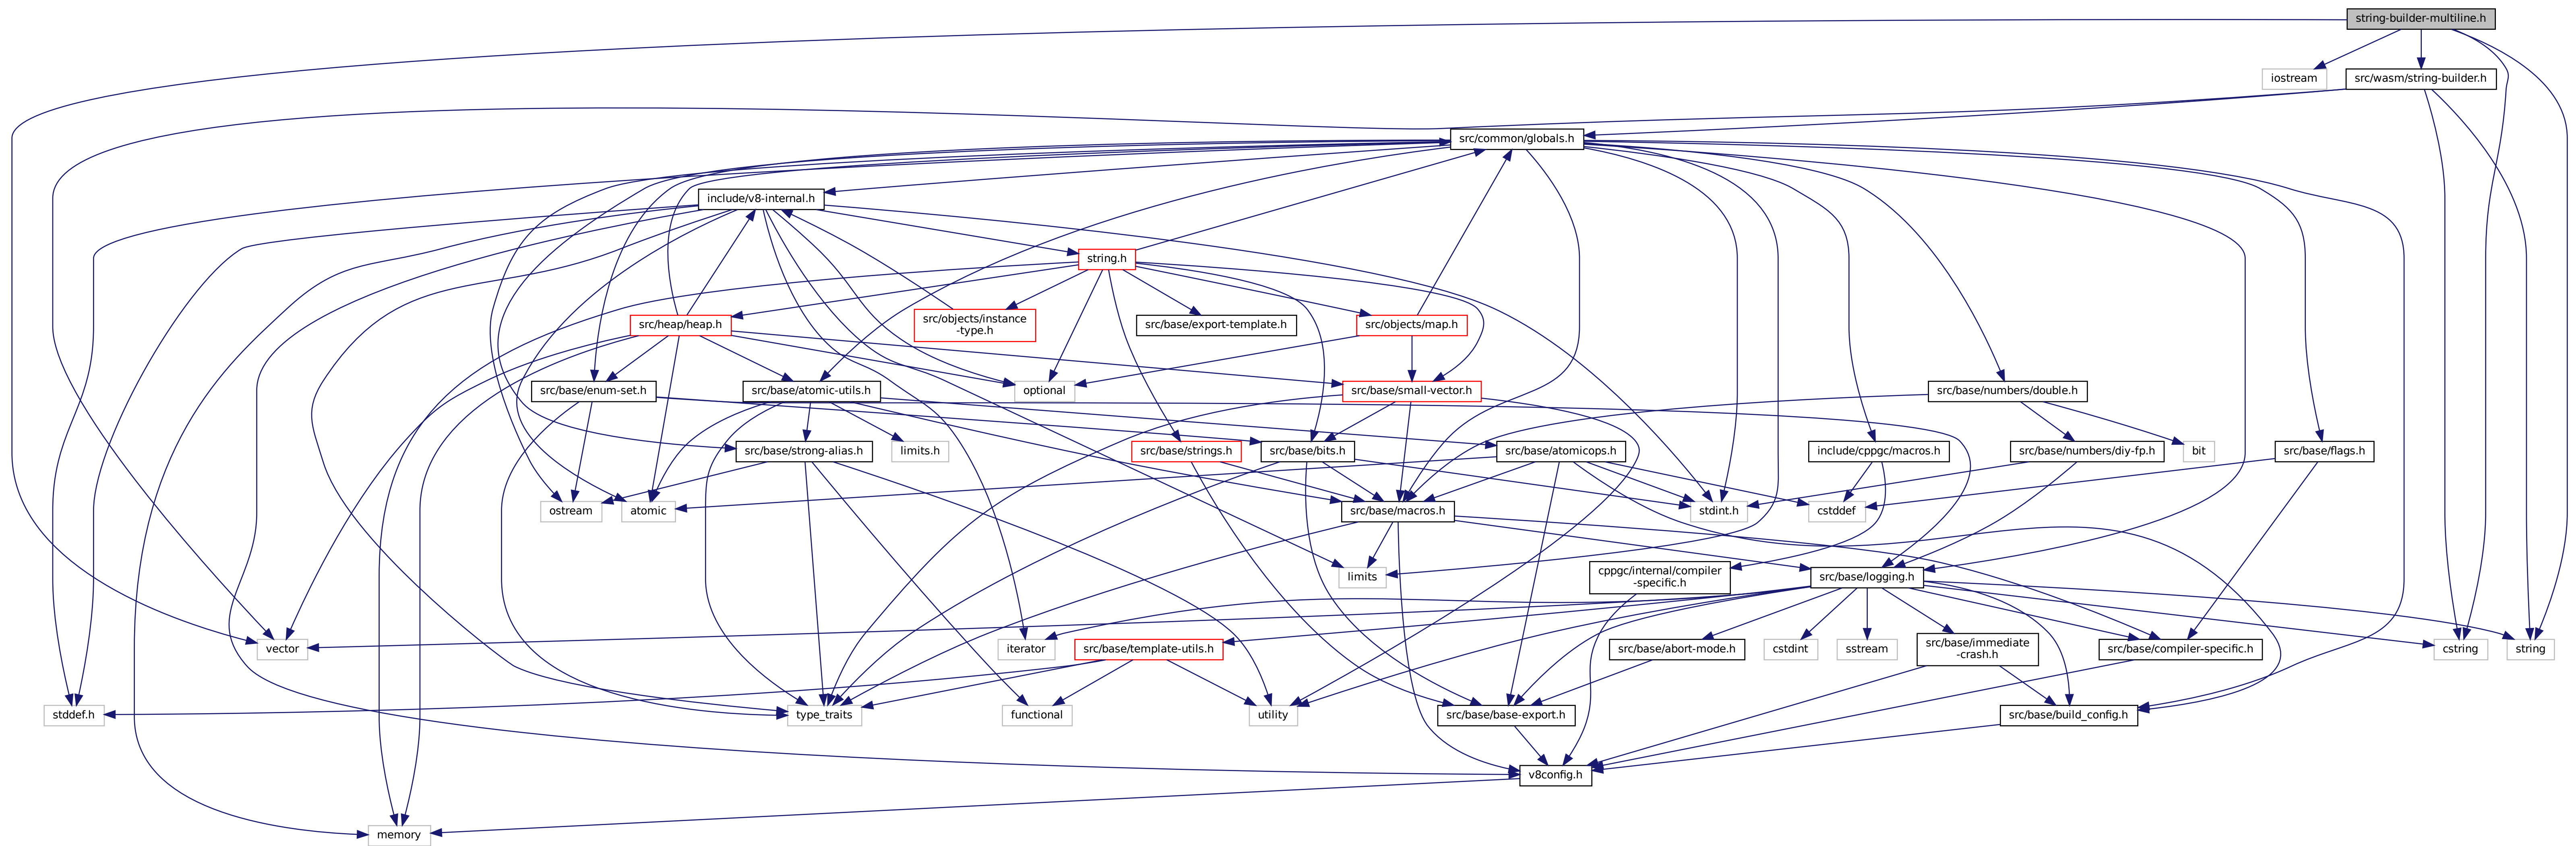 string-builder-multiline.h
iostream
src/wasm/string-builder.h
src/common/globals.h
include/v8-internal.h
string.h
src/heap/heap.h
src/objects/instance
-type.h
src/base/export-template.h
src/objects/map.h
src/base/enum-set.h
src/base/atomic-utils.h
optional
src/base/small-vector.h
src/base/numbers/double.h
src/base/strong-alias.h
limits.h
src/base/strings.h
src/base/bits.h
src/base/atomicops.h
include/cppgc/macros.h
src/base/numbers/diy-fp.h
bit
src/base/flags.h
ostream
atomic
src/base/macros.h
stdint.h
cstddef
limits
cppgc/internal/compiler
-specific.h
src/base/logging.h
vector
iterator
src/base/template-utils.h
src/base/abort-mode.h
cstdint
sstream
src/base/immediate
-crash.h
src/base/compiler-specific.h
cstring
string
stddef.h
type_traits
functional
utility
src/base/base-export.h
src/base/build_config.h
v8config.h
memory